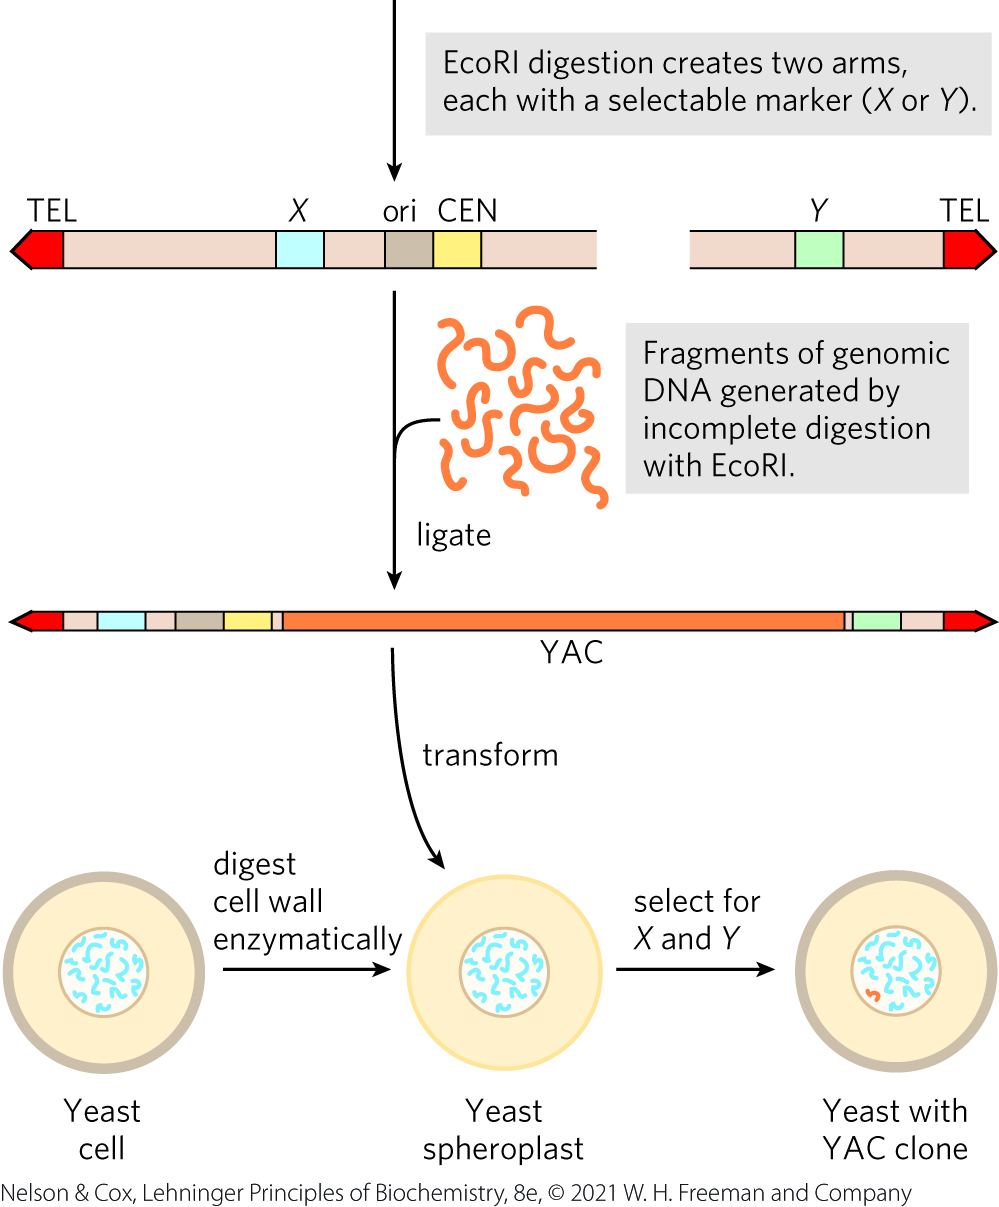 EcoRI digestion creates two arms,
each with a selectable marker (X or Y).
TEL X ori CEN Y TEL
Fragments of genomic
DNA generated by
incomplete digestion
with EcoRI.
ligate
YAC
transform
digest
cell wall
enzymatically
select for
X and Y
Yeast
cell
Yeast
spheroplast
Yeast with
YAC clone
Nelson & Cox, Lehninger Principles of Biochemistry, 8e, © 2021 W. H. Freeman and Company